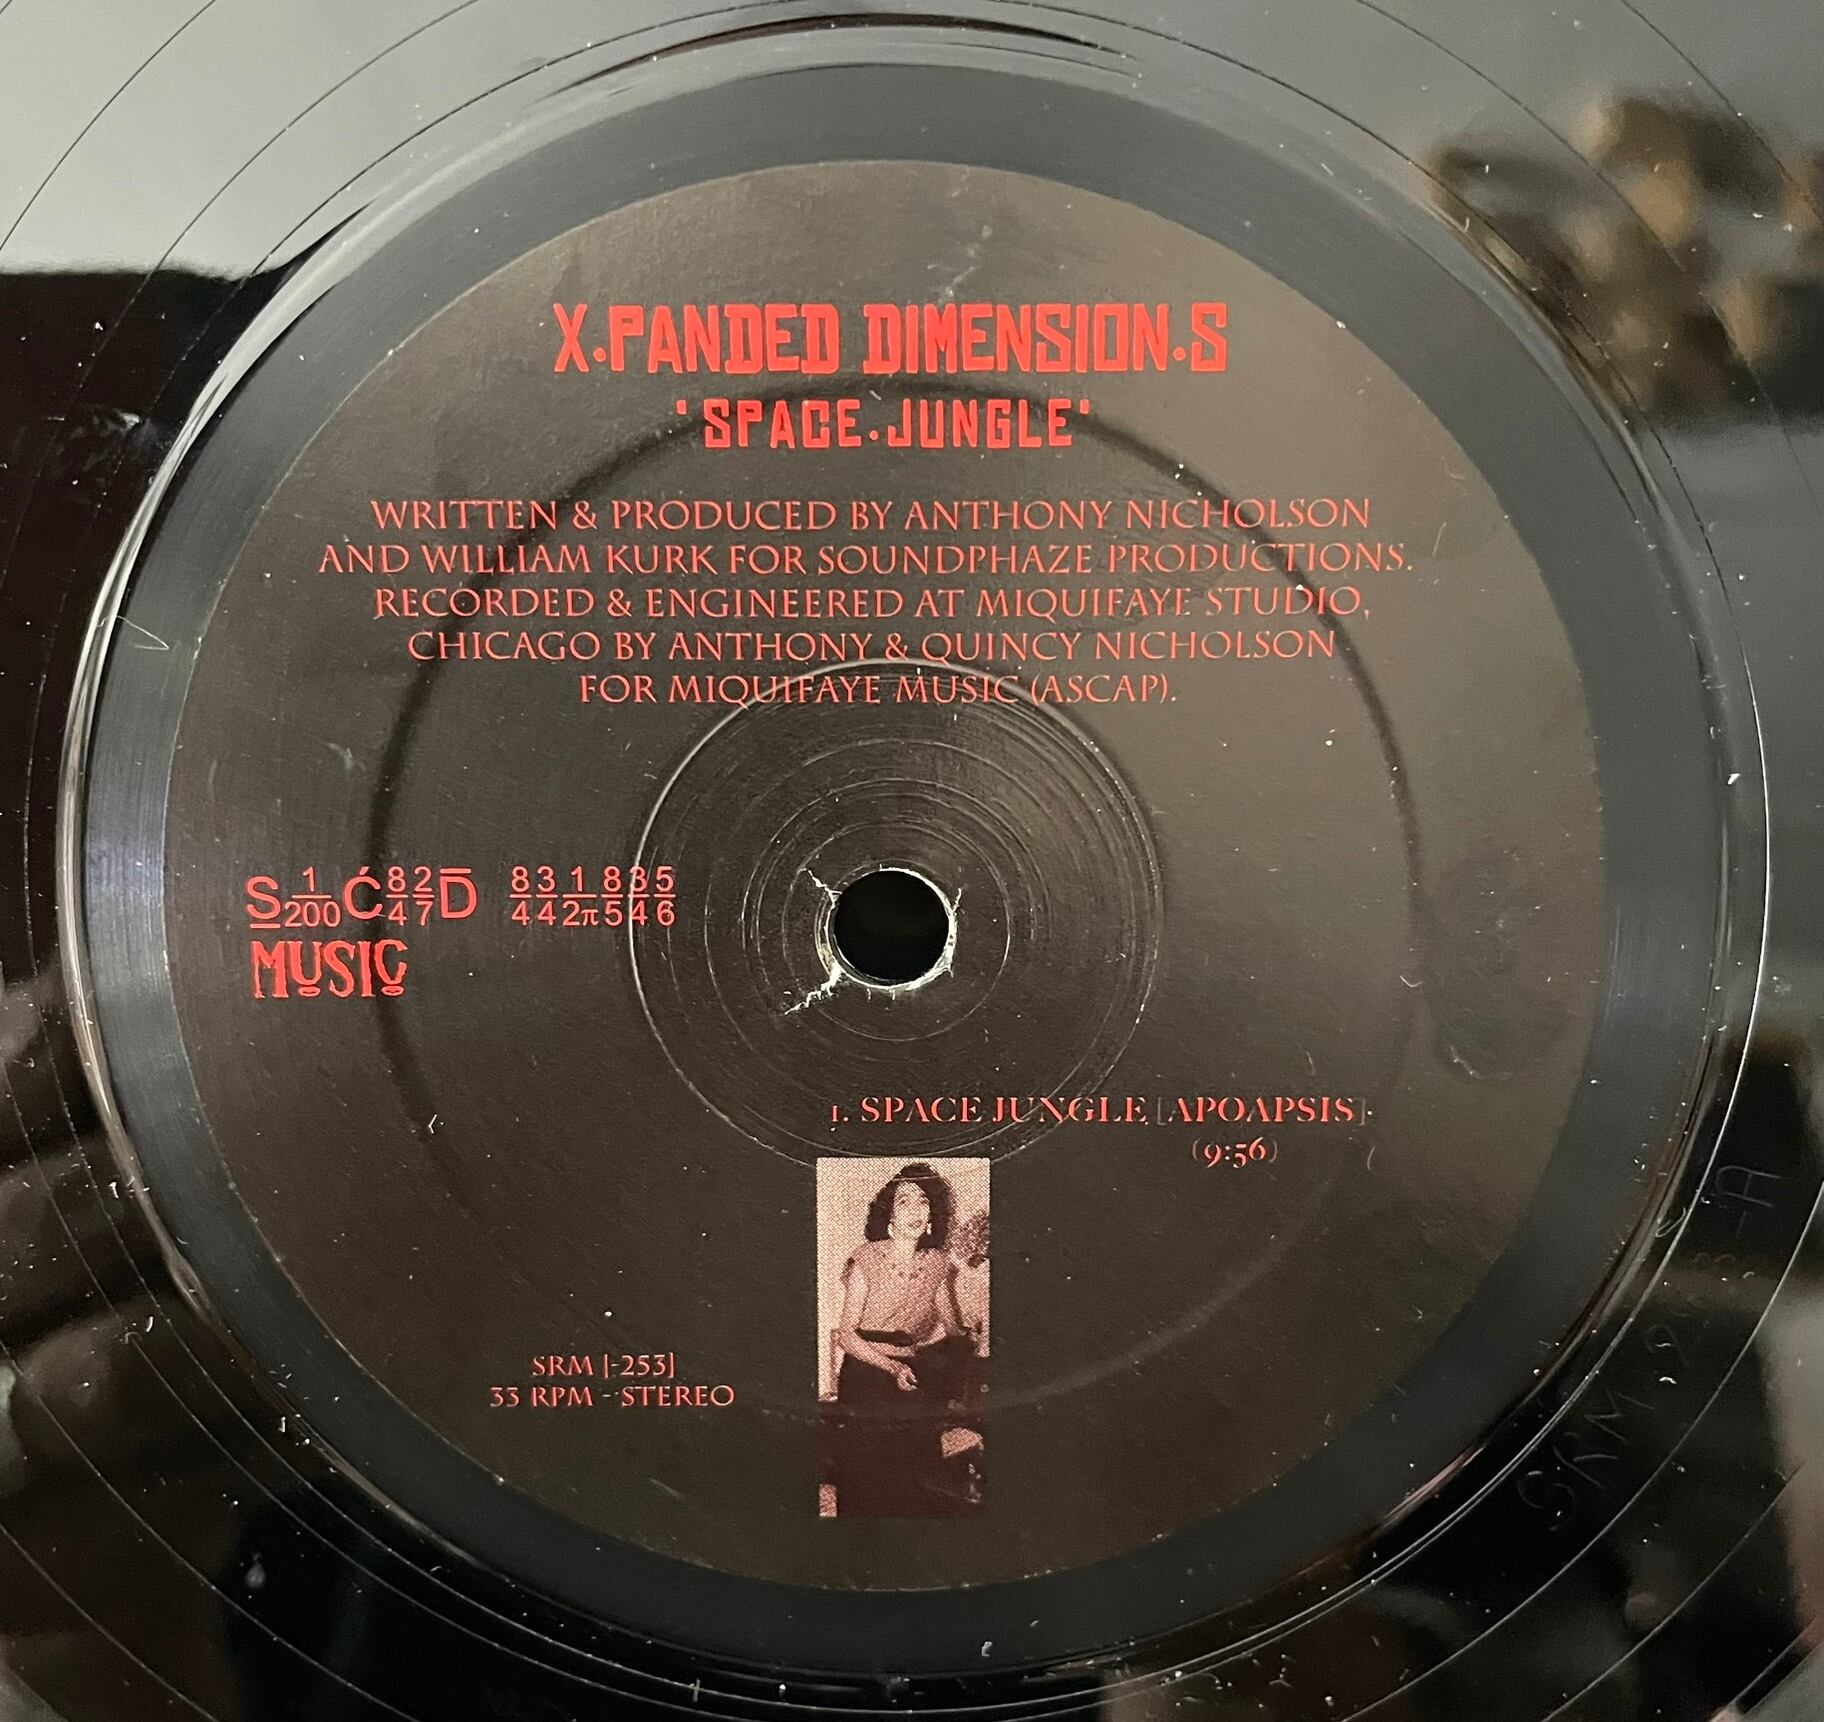 X.PANDED DIMENSION.S
'SPACE.JUNGLE'
WRITTEN & PRODUCED BY ANTHONY NICHOLSON
AND WILLIAM KURK FOR SOUNDPHAZE PRODUCTIONS.
RECORDED & ENGINEERED AT MIQUIFAYE STUDIO,
CHICAGO BY ANTHONY & QUINCY NICHOLSON
FOR MIQUIFAYE MUSIC (ASCAP).
MUSIC
1. SPACE JUNGLE [APOAPSIS]
(9:56)
SRM [-253]
33 RPM - STEREO
SRM